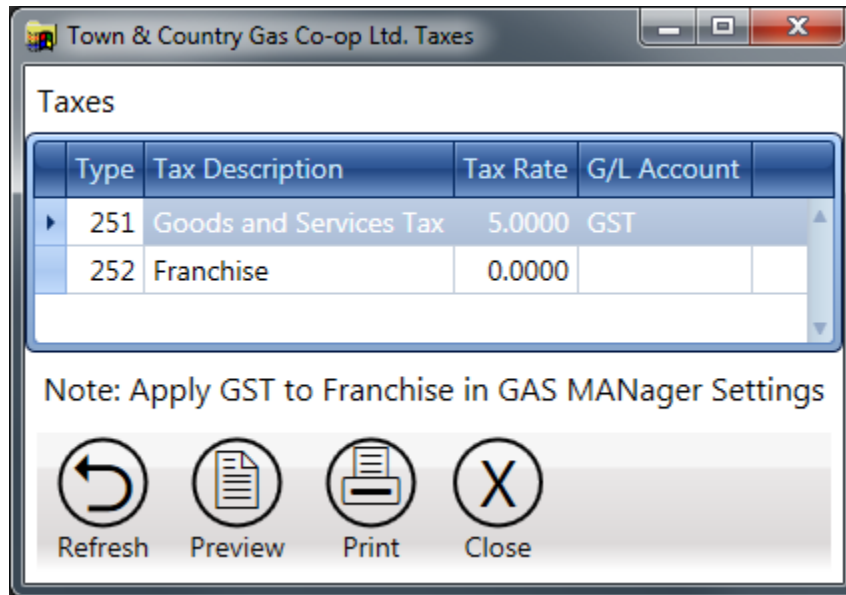 Town & Country Gas Co-op Ltd. Taxes
Taxes
Type Tax Description Tax Rate G/L Account
251 Goods and Services Tax 5.0000 GST
252 Franchise 0.0000
Note: Apply GST to Franchise in GAS MANager Settings
X
Refresh Preview Print Close